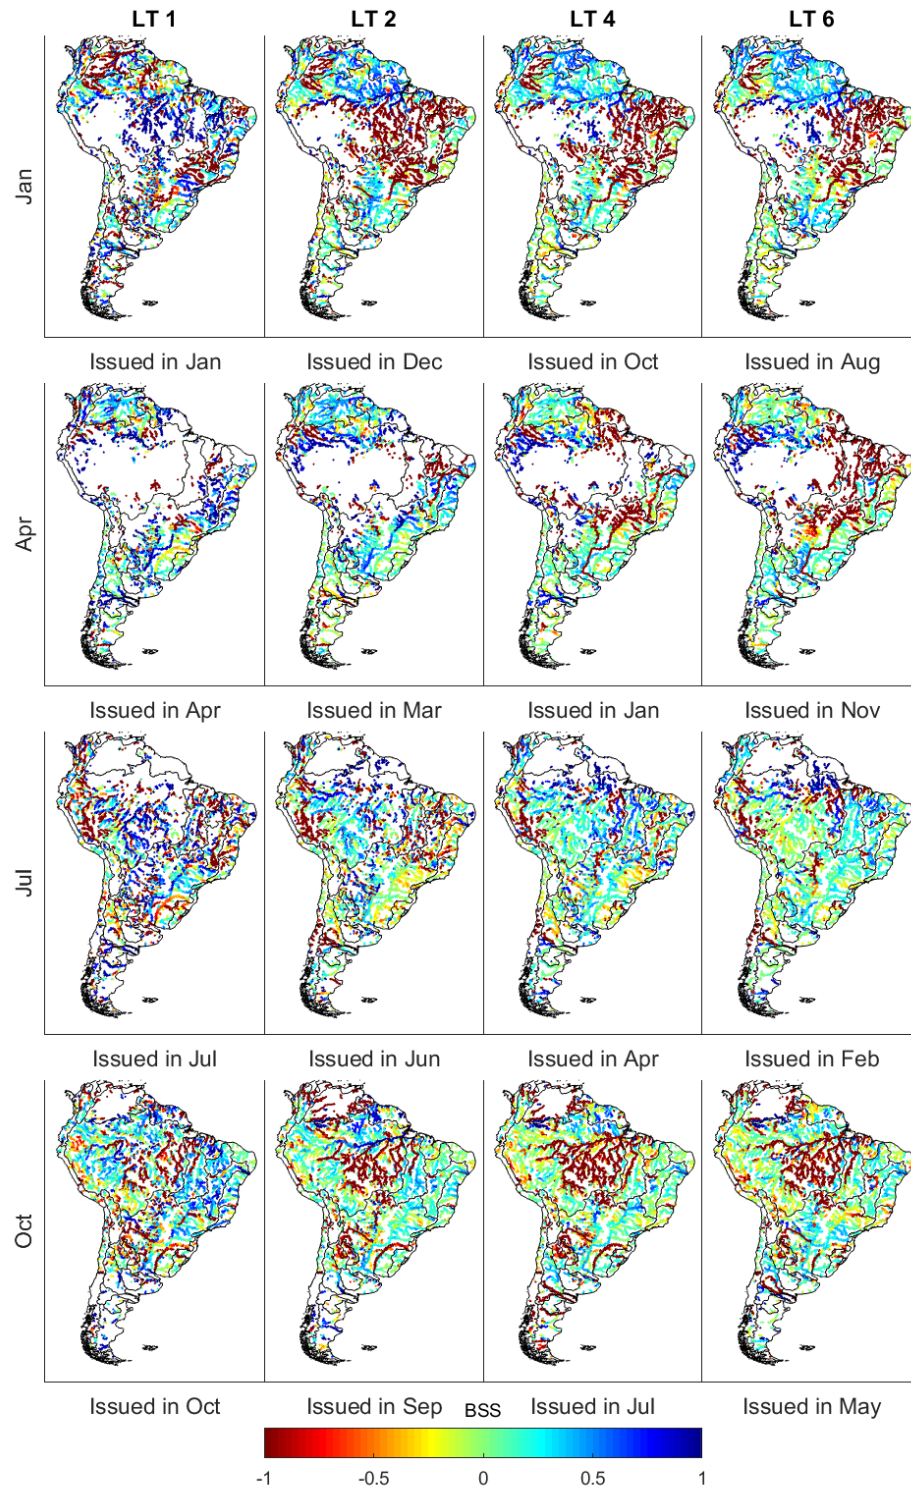 LT 1 LT 2 LT 4 LT 6
Jan
Issued in Jan Issued in Dec Issued in Oct Issued in Aug
Apr
Issued in Apr Issued in Mar Issued in Jan Issued in Nov
Jul
Issued in Jul Issued in Jun Issued in Apr Issued in Feb
Oct
Issued in Oct Issued in Sep Issued in Jul Issued in May
BSS
-1 -0.5 0 0.5 1